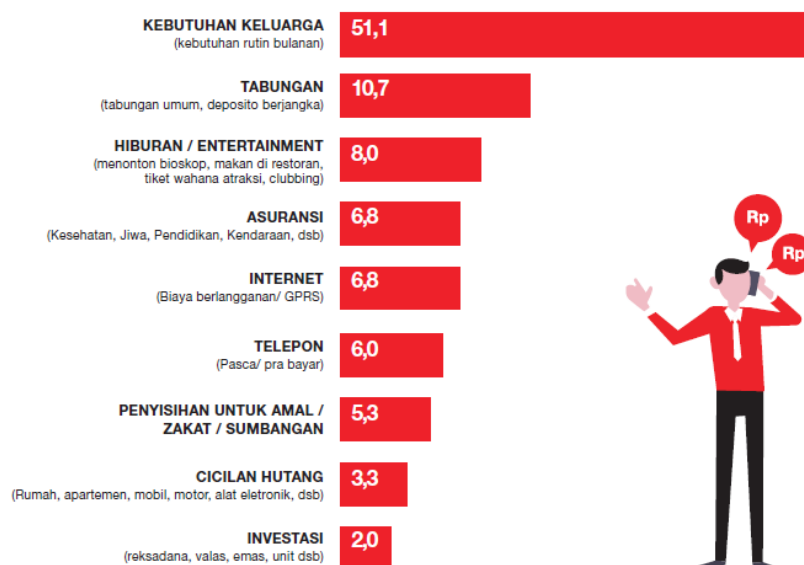 KEBUTUHAN KELUARGA
(kebutuhan rutin bulanan)
51,1
TABUNGAN
(tabungan umum, deposito berjangka)
10,7
HIBURAN / ENTERTAINMENT
(menonton bioskop, makan di restoran,
tiket wahana atraksi, clubbing)
8,0
ASURANSI
(Kesehatan, Jiwa, Pendidikan, Kendaraan, dsb)
6,8
Rp
Rp
INTERNET
(Biaya berlangganan/ GPRS)
6,8
TELEPON
(Pasca/ pra bayar)
6,0
PENYISIHAN UNTUK AMAL /
ZAKAT / SUMBANGAN
5,3
CICILAN HUTANG
(Rumah, apartemen, mobil, motor, alat eletronik, dsb)
3,3
INVESTASI
(reksadana, valas, emas, unit dsb)
2,0